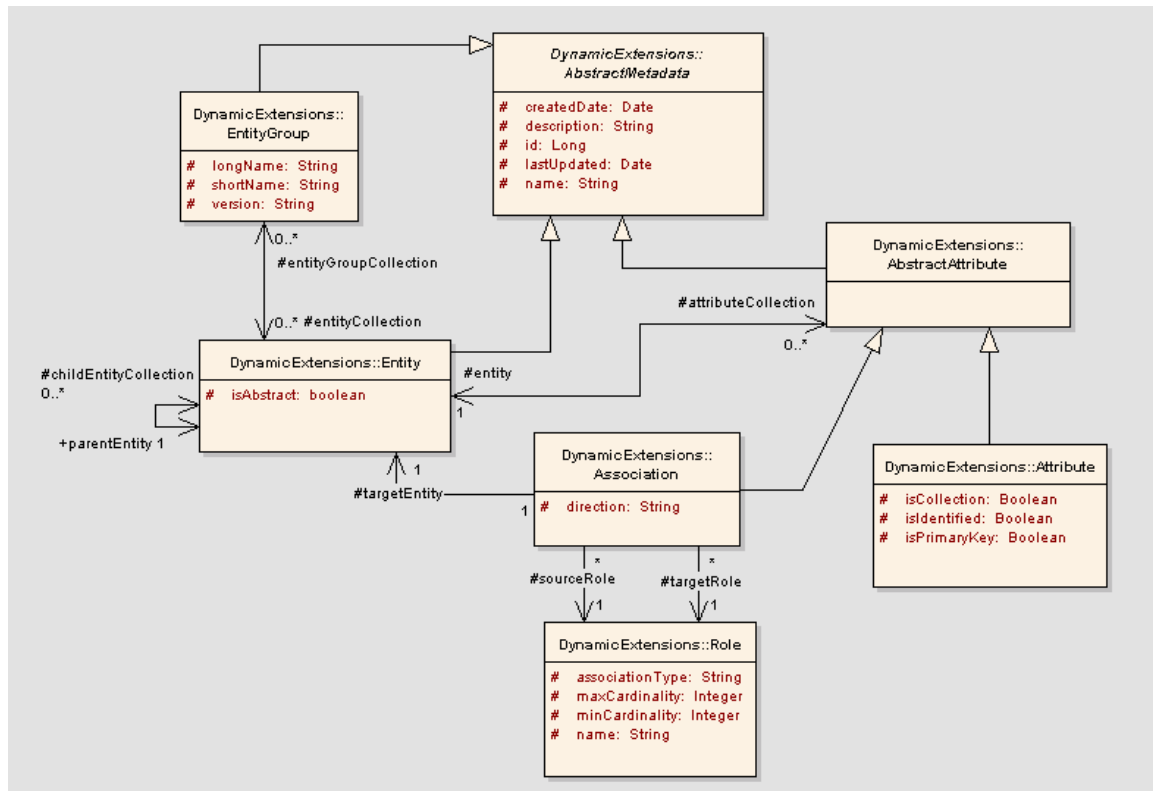 DynamicExtensions::
AbstractMetadata
# createdDate: Date
# description: String
# id: Long
# lastUpdated: Date
# name: String
DynamicExtensions::
EntityGroup
# longName: String
# shortName: String
# version: String
0..*
#entityGroupCollection
0..* #entityCollection
DynamicExtensions::
AbstractAttribute
#attributeCollection
0..*
DynamicExtensions::Entity
# isAbstract: boolean
#childEntityCollection
0..*
+parentEntity 1
#entity
1
1
#targetEntity
1
DynamicExtensions::
Association
# direction: String
DynamicExtensions::Attribute
# isCollection: Boolean
# isIdentified: Boolean
# isPrimaryKey: Boolean
* *
#sourceRole #targetRole
1 1
DynamicExtensions::Role
# associationType: String
# maxCardinality: Integer
# minCardinality: Integer
# name: String